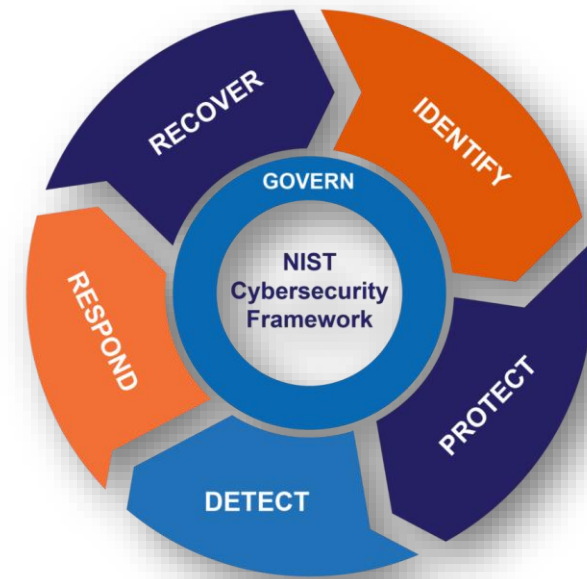 RECOVER
IDENTIFY
GOVERN
NIST
Cybersecurity
Framework
RESPOND
PROTECT
DETECT